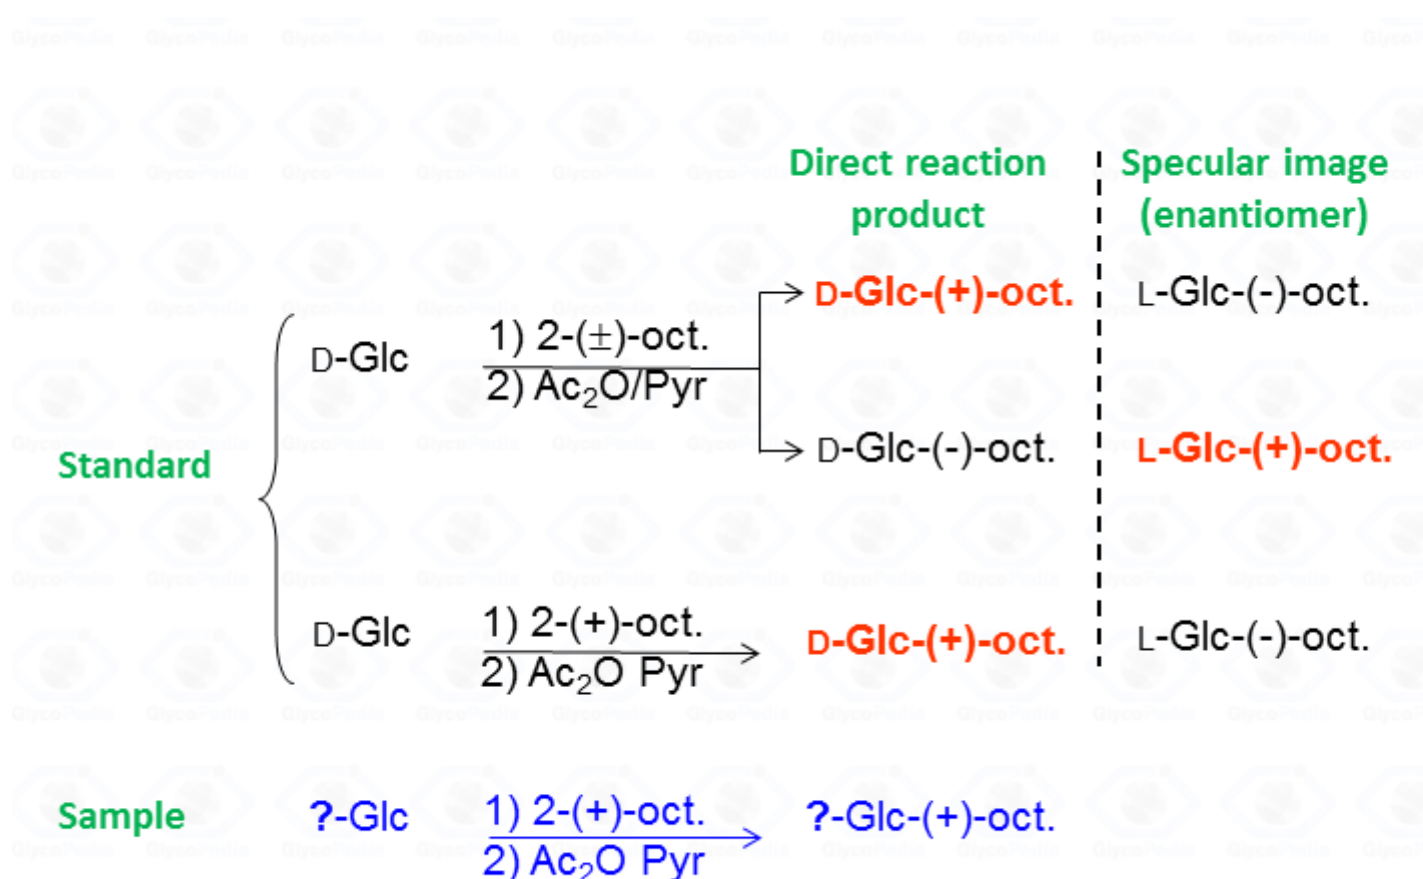 Direct reaction product
Specular image (enantiomer)
D-Glc
1) 2-(±)-oct.
2) Ac₂O/Pyr
D-Glc-(+)-oct.
L-Glc-(-)-oct.
D-Glc-(-)-oct.
L-Glc-(+)-oct.
Standard
D-Glc
1) 2-(+)-oct.
2) Ac₂O Pyr
D-Glc-(+)-oct.
L-Glc-(-)-oct.
Sample
?-Glc
1) 2-(+)-oct.
2) Ac₂O Pyr
?-Glc-(+)-oct.
GlycoPedia